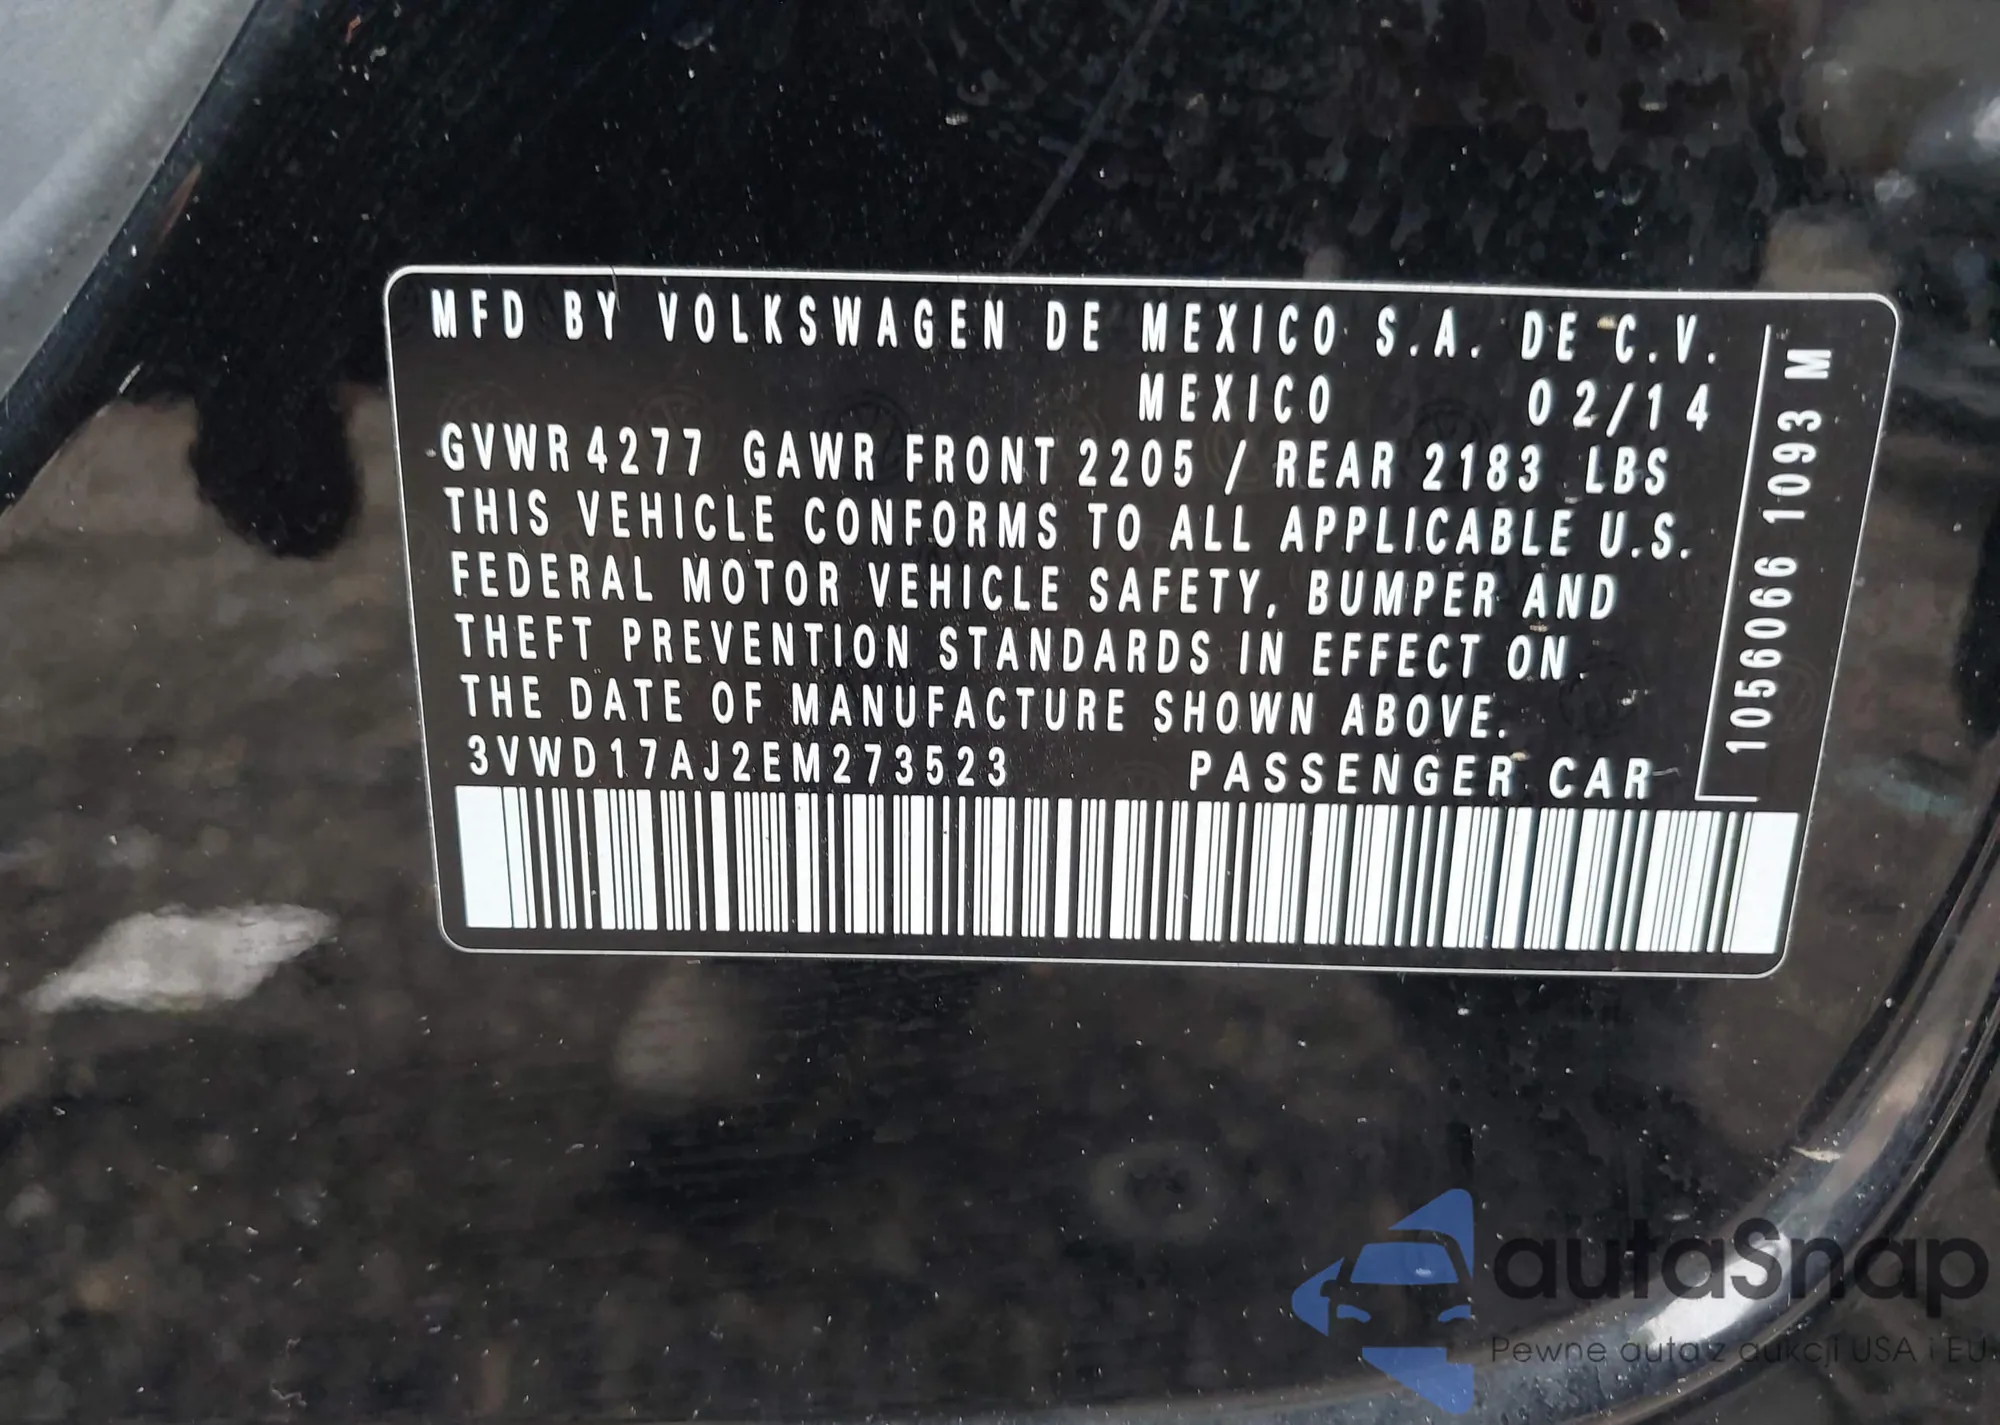 MFD BY VOLKSWAGEN DE MEXICO S.A. DE C.V.
MEXICO 02/14
GVWR 4277 GAWR FRONT 2205 / REAR 2183 LBS
THIS VEHICLE CONFORMS TO ALL APPLICABLE U.S.
FEDERAL MOTOR VEHICLE SAFETY, BUMPER AND
THEFT PREVENTION STANDARDS IN EFFECT ON
THE DATE OF MANUFACTURE SHOWN ABOVE.
3VWD17AJ2EM273523 PASSENGER CAR
1056066 1093 M
autaSnap
Pewne auta z aukcji USA i EU